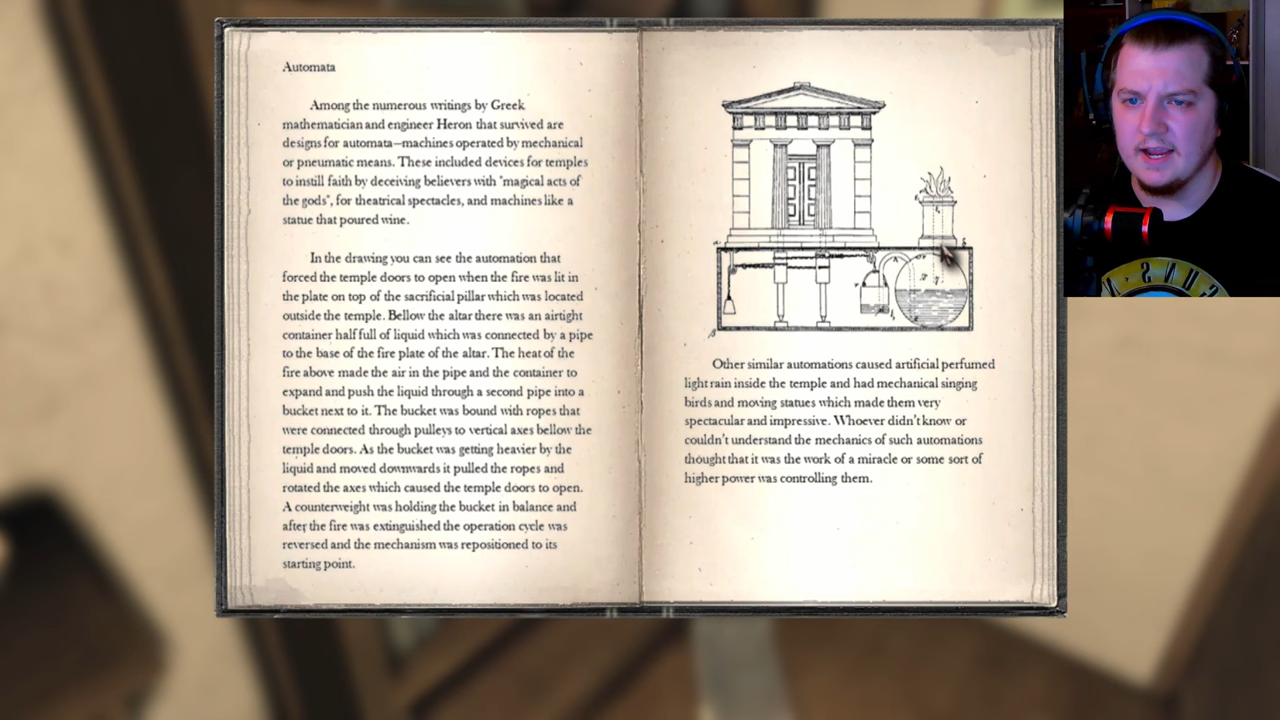 Automata
Among the numerous writings by Greek
mathematician and engineer Heron that survived are
designs for automata—machines operated by mechanical
or pneumatic means. These included devices for temples
to instill faith by deceiving believers with "magical acts of
the gods", for theatrical spectacles, and machines like a
statue that poured wine.
In the drawing you can see the automation that
forced the temple doors to open when the fire was lit in
the plate on top of the sacrificial pillar which was located
outside the temple. Bellow the altar there was an airtight
container half full of liquid which was connected by a pipe
to the base of the fire plate of the altar. The heat of the
fire above made the air in the pipe and the container to
expand and push the liquid through a second pipe into a
bucket next to it. The bucket was bound with ropes that
were connected through pulleys to vertical axes bellow the
temple doors. As the bucket was getting heavier by the
liquid and moved downwards it pulled the ropes and
rotated the axes which caused the temple doors to open.
A counterweight was holding the bucket in balance and
after the fire was extinguished the operation cycle was
reversed and the mechanism was repositioned to its
starting point.
Other similar automations caused artificial perfumed
light rain inside the temple and had mechanical singing
birds and moving statues which made them very
spectacular and impressive. Whoever didn't know or
couldn't understand the mechanics of such automations
thought that it was the work of a miracle or some sort of
higher power was controlling them.